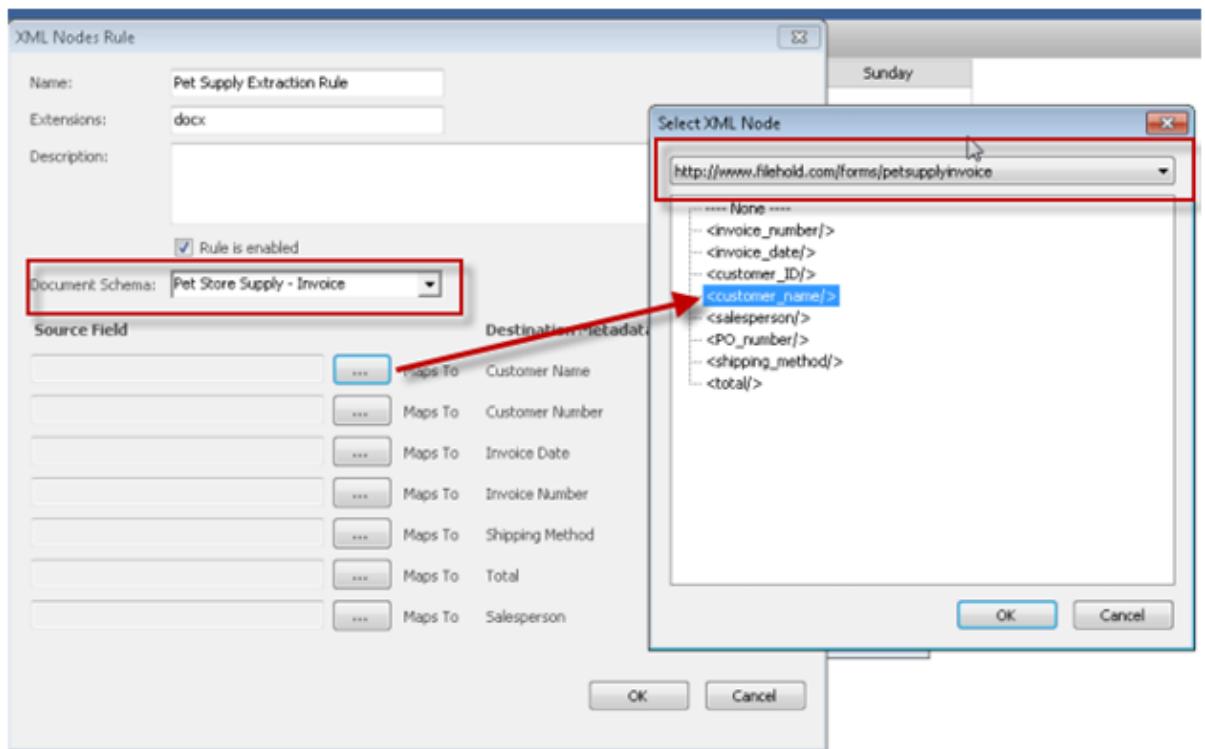 XML Nodes Rule
Name: Pet Supply Extraction Rule
Extensions: docx
Description:
Rule is enabled
Document Schema: Pet Store Supply - Invoice
Source Field Destination Metadata
... Maps To Customer Name
... Maps To Customer Number
... Maps To Invoice Date
... Maps To Invoice Number
... Maps To Shipping Method
... Maps To Total
... Maps To Salesperson
OK Cancel
Sunday
Select XML Node
http://www.filehold.com/forms/petsupplyinvoice
---- None ----
<invoice_number/>
<invoice_date/>
<customer_ID/>
<customer_name/>
<salesperson/>
<PO_number/>
<shipping_method/>
<total/>
OK Cancel